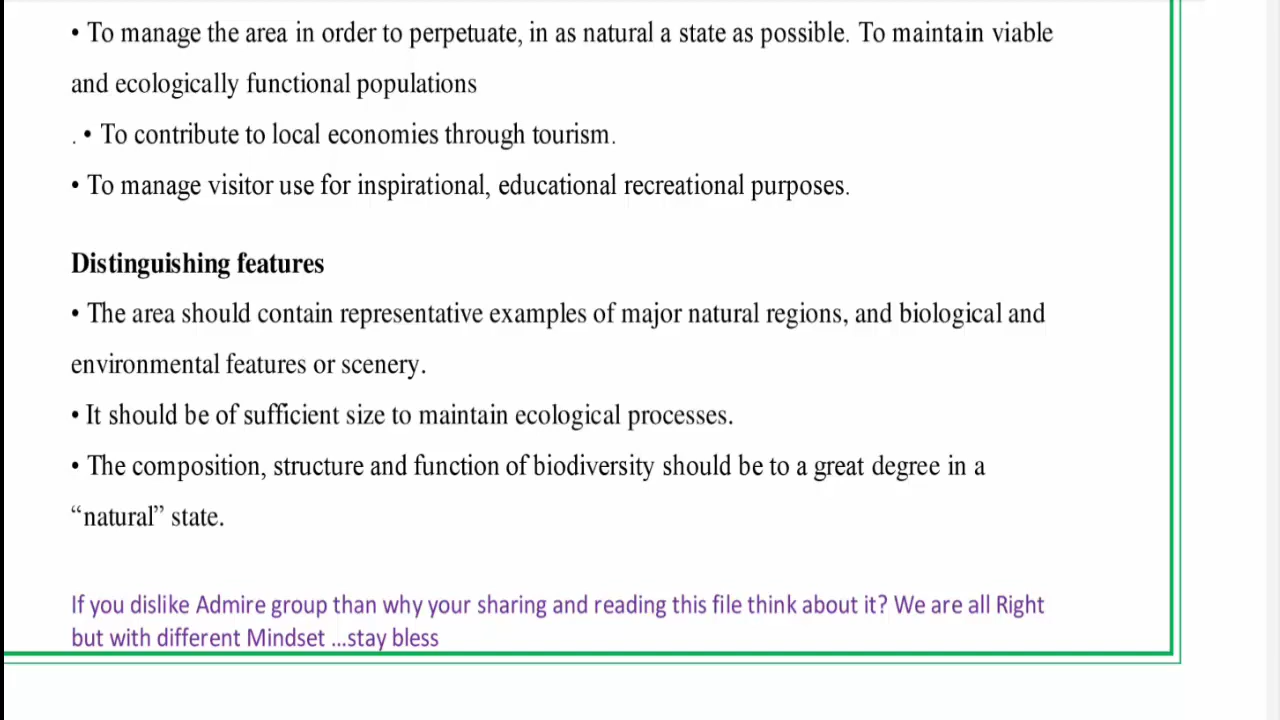 • To manage the area in order to perpetuate, in as natural a state as possible. To maintain viable
and ecologically functional populations
. • To contribute to local economies through tourism.
• To manage visitor use for inspirational, educational recreational purposes.
Distinguishing features
• The area should contain representative examples of major natural regions, and biological and
environmental features or scenery.
• It should be of sufficient size to maintain ecological processes.
• The composition, structure and function of biodiversity should be to a great degree in a
“natural” state.
If you dislike Admire group than why your sharing and reading this file think about it? We are all Right
but with different Mindset ...stay bless